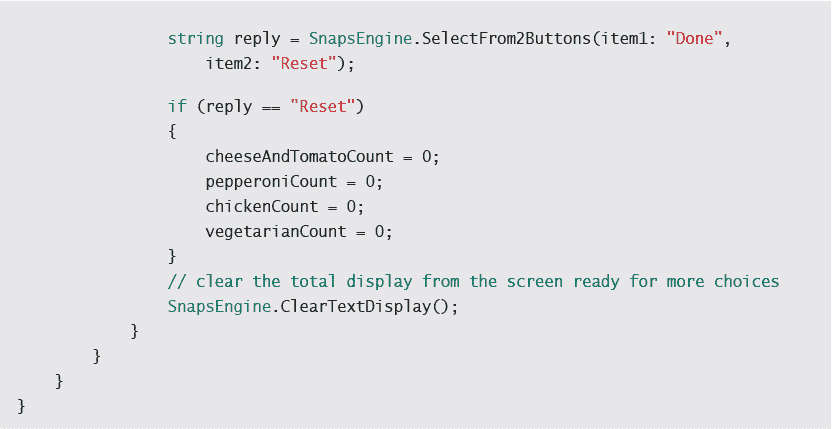 string reply = SnapsEngine.SelectFrom2Buttons(item1: "Done",
item2: "Reset");
if (reply == "Reset")
{
cheeseAndTomatoCount = 0;
pepperoniCount = 0;
chickenCount = 0;
vegetarianCount = 0;
}
// clear the total display from the screen ready for more choices
SnapsEngine.ClearTextDisplay();
}
}
}
}